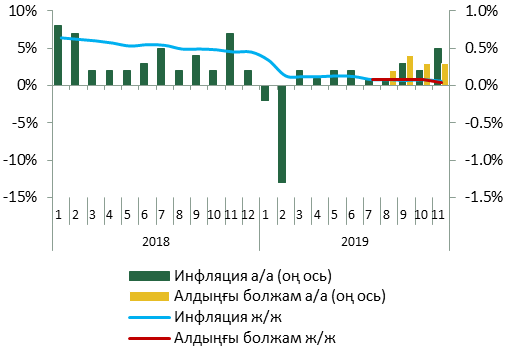 10% 1.0%
5% 0.5%
0% 0.0%
-5% -0.5%
-10% -1.0%
-15% -1.5%
1 2 3 4 5 6 7 8 9 10 11 12 1 2 3 4 5 6 7 8 9 10 11
2018 2019
Инфляция а/а (оң ось)
Алдыңғы болжам а/а (оң ось)
Инфляция ж/ж
Алдыңғы болжам ж/ж